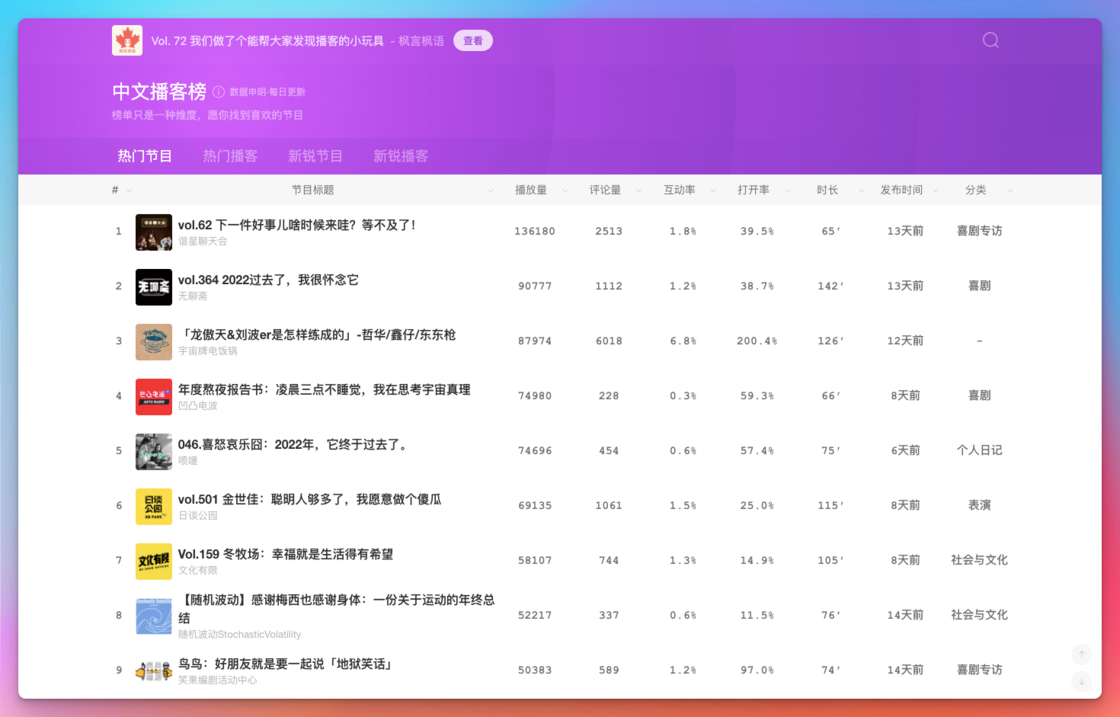 Vol. 72 我们做了个能帮大家发现播客的小玩具 - 枫言枫语 查看
中文播客榜 数据申明·每日更新
榜单只是一种维度，愿你找到喜欢的节目
热门节目 热门播客 新锐节目 新锐播客
# 节目标题 播放量 评论量 互动率 打开率 时长 发布时间 分类
1 vol.62 下一件好事儿啥时候来哇？等不及了！ 136180 2513 1.8% 39.5% 65′ 13天前 喜剧专访
谐星聊天会
2 无聊斋 vol.364 2022过去了，我很怀念它 90777 1112 1.2% 38.7% 142′ 13天前 喜剧
无聊斋
3 「龙傲天&刘波er是怎样练成的」-哲华/鑫仔/东东枪 87974 6018 6.8% 200.4% 126′ 12天前 –
宇宙牌电饭锅
4 凹凸电波 年度熬夜报告书：凌晨三点不睡觉，我在思考宇宙真理 74980 228 0.3% 59.3% 66′ 8天前 喜剧
凹凸电波
5 046.喜怒哀乐囧：2022年，它终于过去了。 74696 454 0.6% 57.4% 75′ 6天前 个人日记
6 日谈公园 vol.501 金世佳：聪明人够多了，我愿意做个傻瓜 69135 1061 1.5% 25.0% 115′ 8天前 表演
日谈公园
7 文化有限 Vol.159 冬牧场：幸福就是生活得有希望 58107 744 1.3% 14.9% 105′ 8天前 社会与文化
文化有限
8 【随机波动】感谢梅西也感谢身体：一份关于运动的年终总结 52217 337 0.6% 11.5% 76′ 14天前 社会与文化
随机波动StochasticVolatility
9 鸟鸟：好朋友就是要一起说「地狱笑话」 50383 589 1.2% 97.0% 74′ 14天前 喜剧专访
笑果编剧活动中心